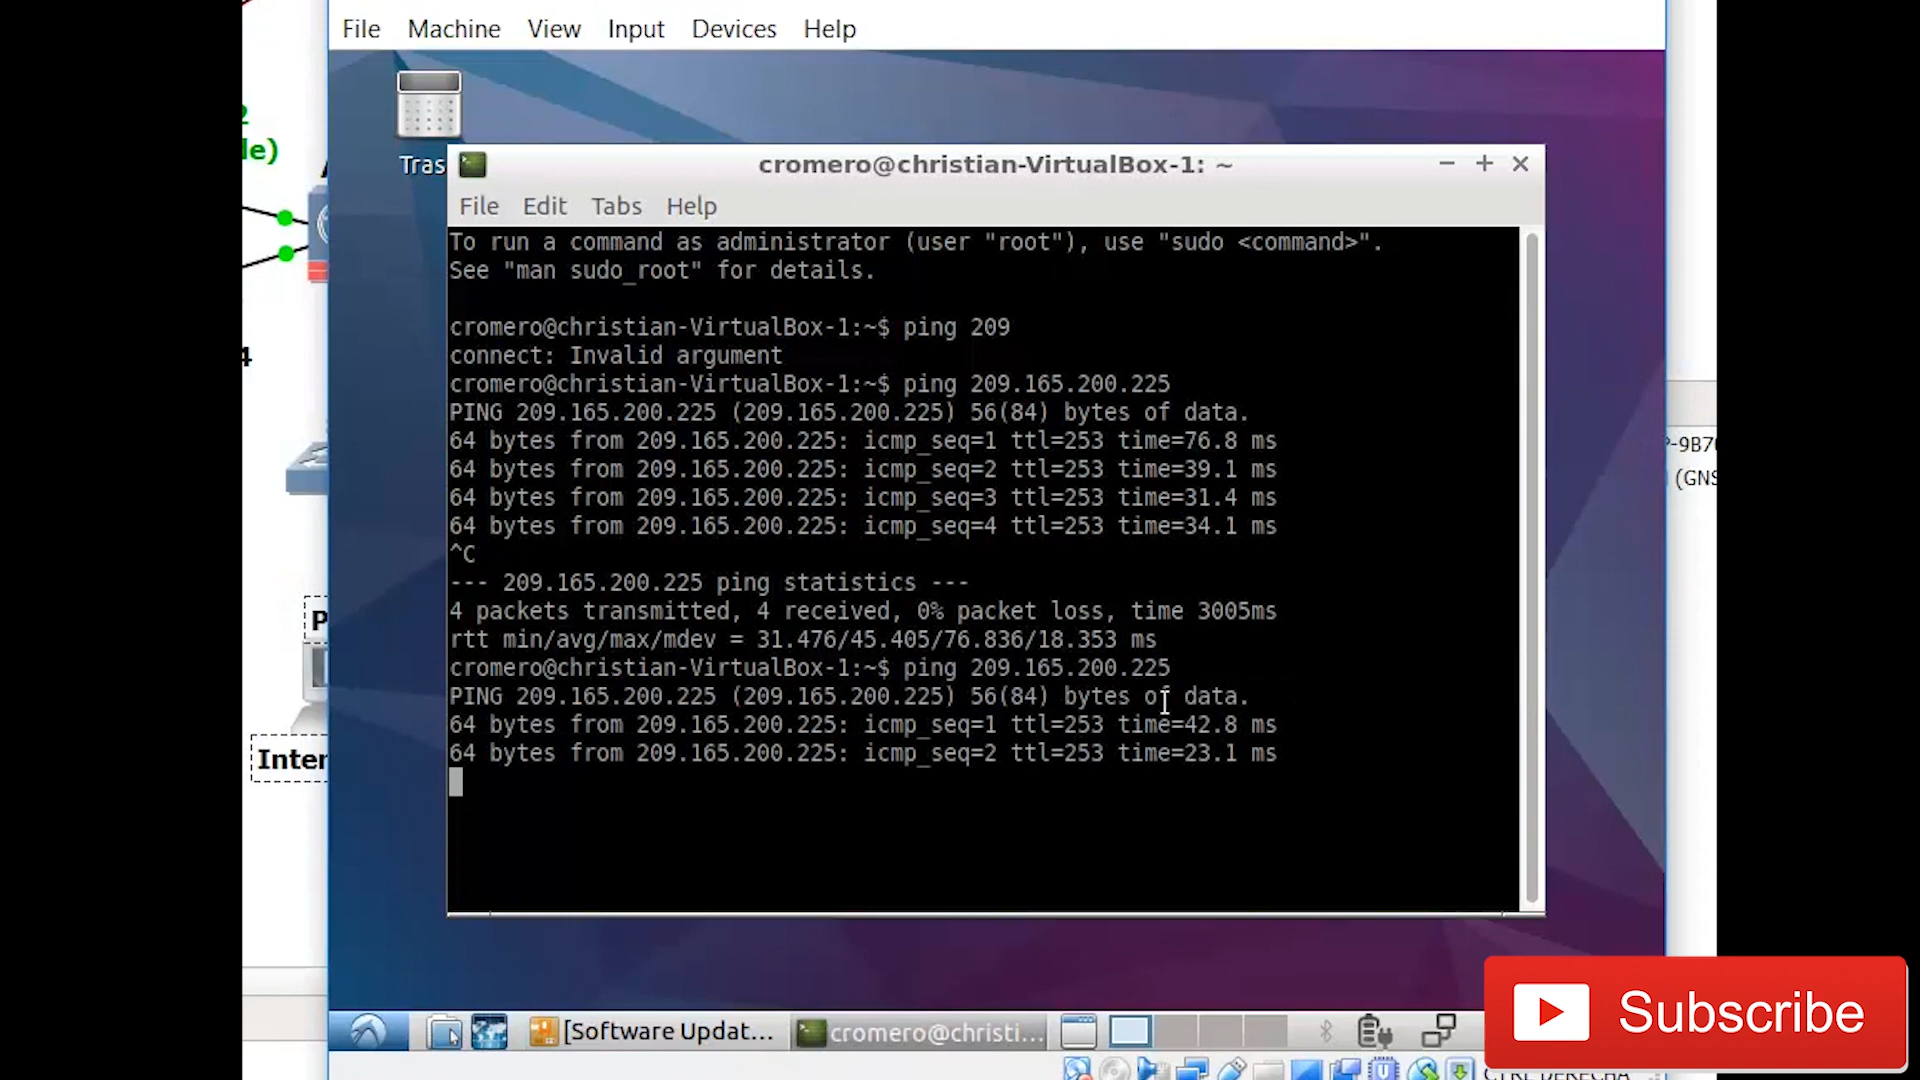 File Machine View Input Devices Help
2
de)
Tras
cromero@christian-VirtualBox-1: ~
File Edit Tabs Help
To run a command as administrator (user "root"), use "sudo <command>".
See "man sudo_root" for details.
cromero@christian-VirtualBox-1:~$ ping 209
connect: Invalid argument
cromero@christian-VirtualBox-1:~$ ping 209.165.200.225
PING 209.165.200.225 (209.165.200.225) 56(84) bytes of data.
64 bytes from 209.165.200.225: icmp_seq=1 ttl=253 time=76.8 ms
64 bytes from 209.165.200.225: icmp_seq=2 ttl=253 time=39.1 ms
64 bytes from 209.165.200.225: icmp_seq=3 ttl=253 time=31.4 ms
64 bytes from 209.165.200.225: icmp_seq=4 ttl=253 time=34.1 ms
^C
--- 209.165.200.225 ping statistics ---
4 packets transmitted, 4 received, 0% packet loss, time 3005ms
rtt min/avg/max/mdev = 31.476/45.405/76.836/18.353 ms
cromero@christian-VirtualBox-1:~$ ping 209.165.200.225
PING 209.165.200.225 (209.165.200.225) 56(84) bytes of data.
64 bytes from 209.165.200.225: icmp_seq=1 ttl=253 time=42.8 ms
64 bytes from 209.165.200.225: icmp_seq=2 ttl=253 time=23.1 ms
4
P
Inter
P-9B7
(GNS
[Software Updat...
cromero@christi...
CTRL DERECHA
Subscribe